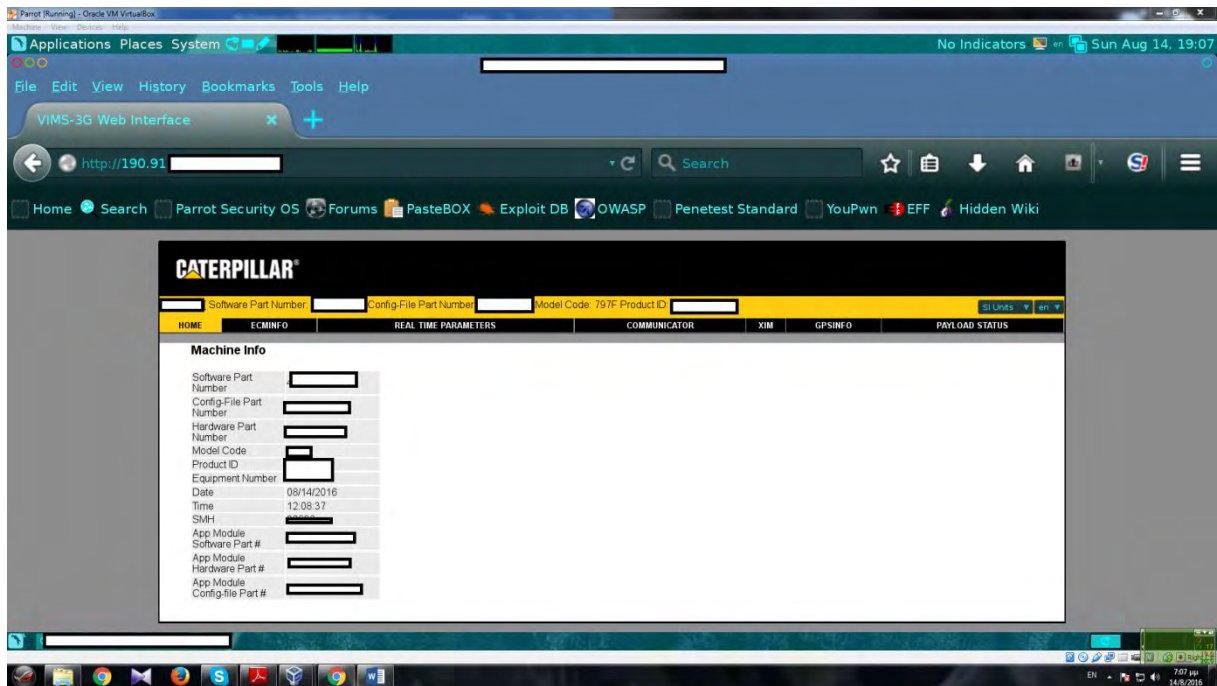 Parrot [Running] - Oracle VM VirtualBox
Machine View Devices Help
Applications Places System No Indicators en Sun Aug 14, 19:07
File Edit View History Bookmarks Tools Help
VIMS-3G Web Interface
http://190.91 Search
Home Search Parrot Security OS Forums PasteBOX Exploit DB OWASP Penetest Standard YouPwn EFF Hidden Wiki
CATERPILLAR®
Software Part Number: Config-File Part Number Model Code: 797F Product ID: SI Units en
HOME ECMINFO REAL TIME PARAMETERS COMMUNICATOR XIM GPSINFO PAYLOAD STATUS
Machine Info
Software Part
Number
Config-File Part
Number
Hardware Part
Number
Model Code
Product ID
Equipment Number
Date 08/14/2016
Time 12:08:37
SMH
App Module
Software Part #
App Module
Hardware Part #
App Module
Config-file Part #
EN 7:07 μμ
14/8/2016